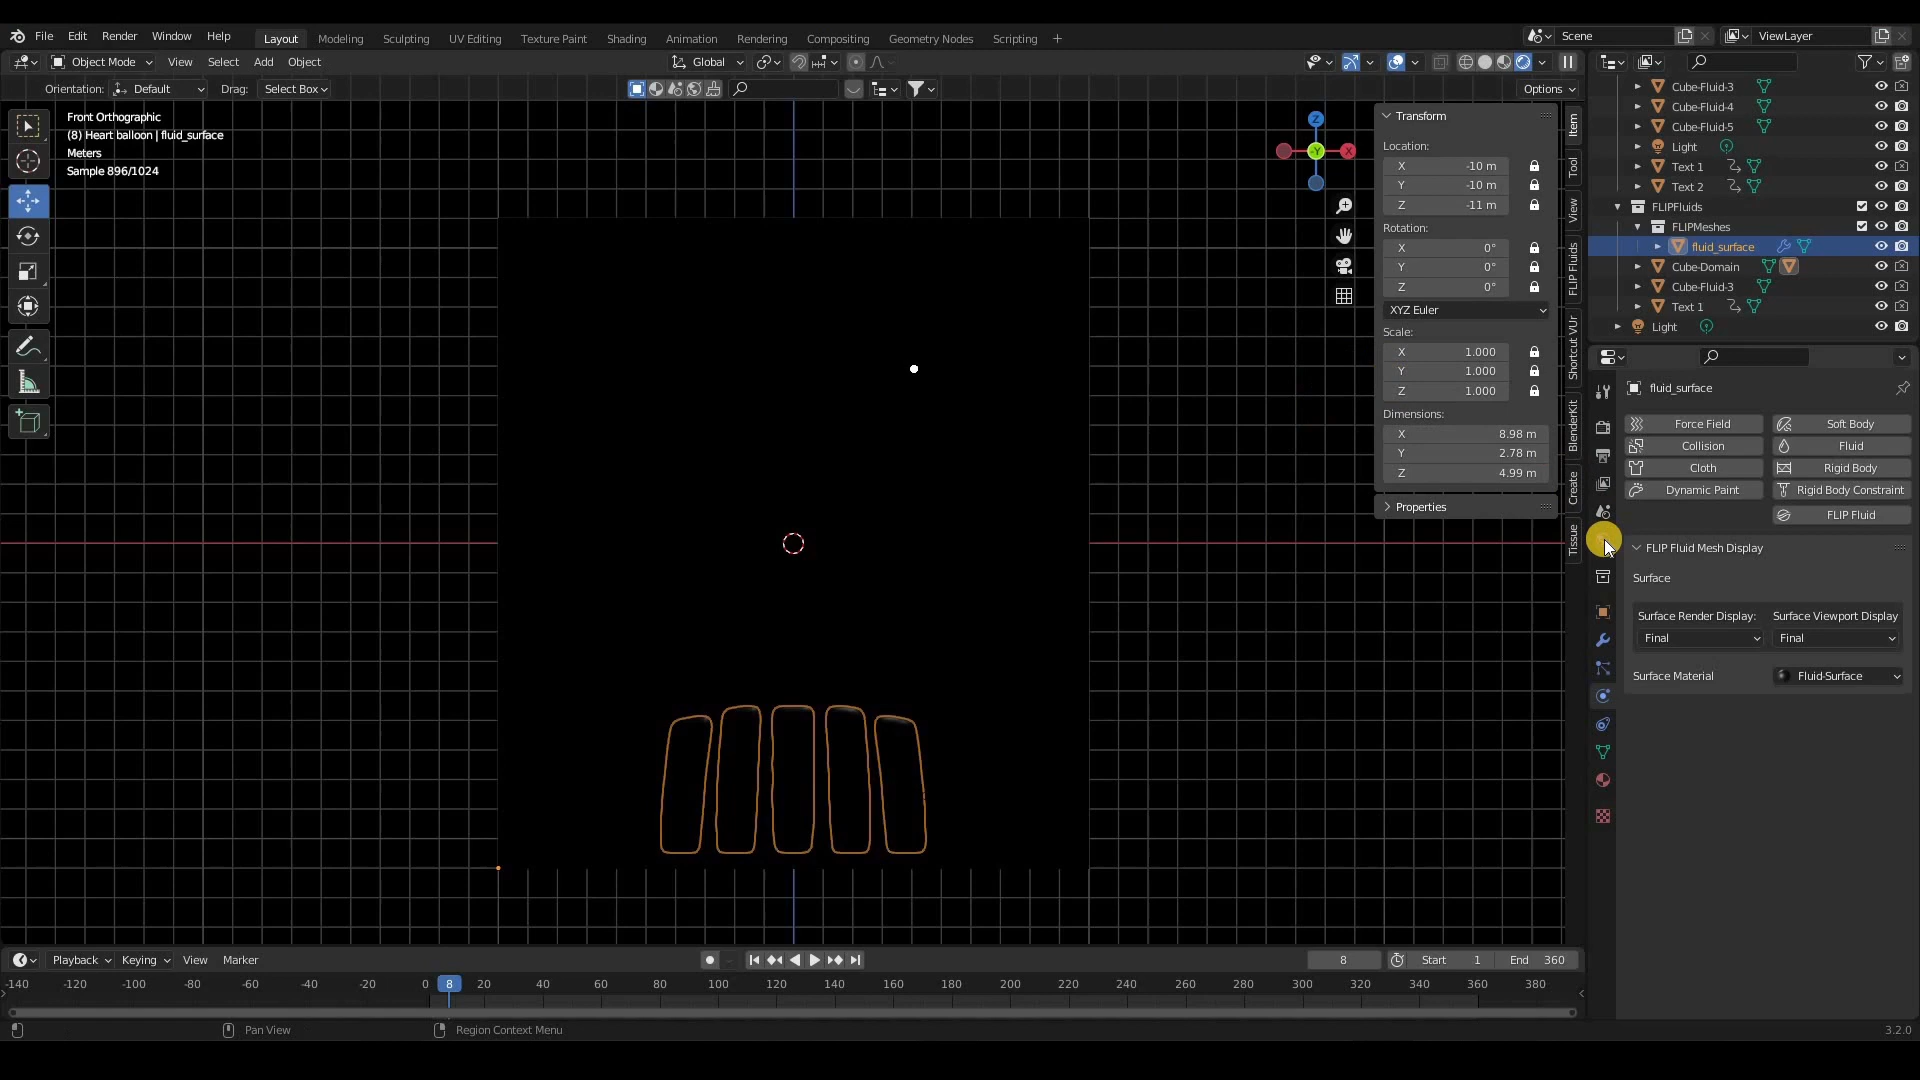 File Edit Render Window Help Layout Modeling Sculpting UV Editing Texture Paint Shading Animation Rendering Compositing Geometry Nodes Scripting + Scene ViewLayer
Object Mode View Select Add Object Global
Orientation: Default Drag: Select Box Options
Front Orthographic
(8) Heart balloon | fluid_surface
Meters
Sample 896/1024
Z
X
-Y
Transform
Location:
X -10 m
Y -10 m
Z -11 m
Rotation:
X 0°
Y 0°
Z 0°
XYZ Euler
Scale:
X 1.000
Y 1.000
Z 1.000
Dimensions:
X 8.98 m
Y 2.78 m
Z 4.99 m
Properties
Item
Tool
View
FLIP Fluids
Shortcut VUr
BlenderKit
Create
Tissue
Cube-Fluid-3
Cube-Fluid-4
Cube-Fluid-5
Light
Text 1
Text 2
FLIPFluids
FLIPMeshes
fluid_surface
Cube-Domain
Cube-Fluid-3
Text 1
Light
fluid_surface
Force Field Soft Body
Collision Fluid
Cloth Rigid Body
Dynamic Paint Rigid Body Constraint
FLIP Fluid
FLIP Fluid Mesh Display
Surface
Surface Render Display: Surface Viewport Display
Final Final
Surface Material Fluid-Surface
Playback Keying View Marker 8 Start 1 End 360
-140 -120 -100 -80 -60 -40 -20 0 8 20 40 60 80 100 120 140 160 180 200 220 240 260 280 300 320 340 360 380
Pan View Region Context Menu 3.2.0